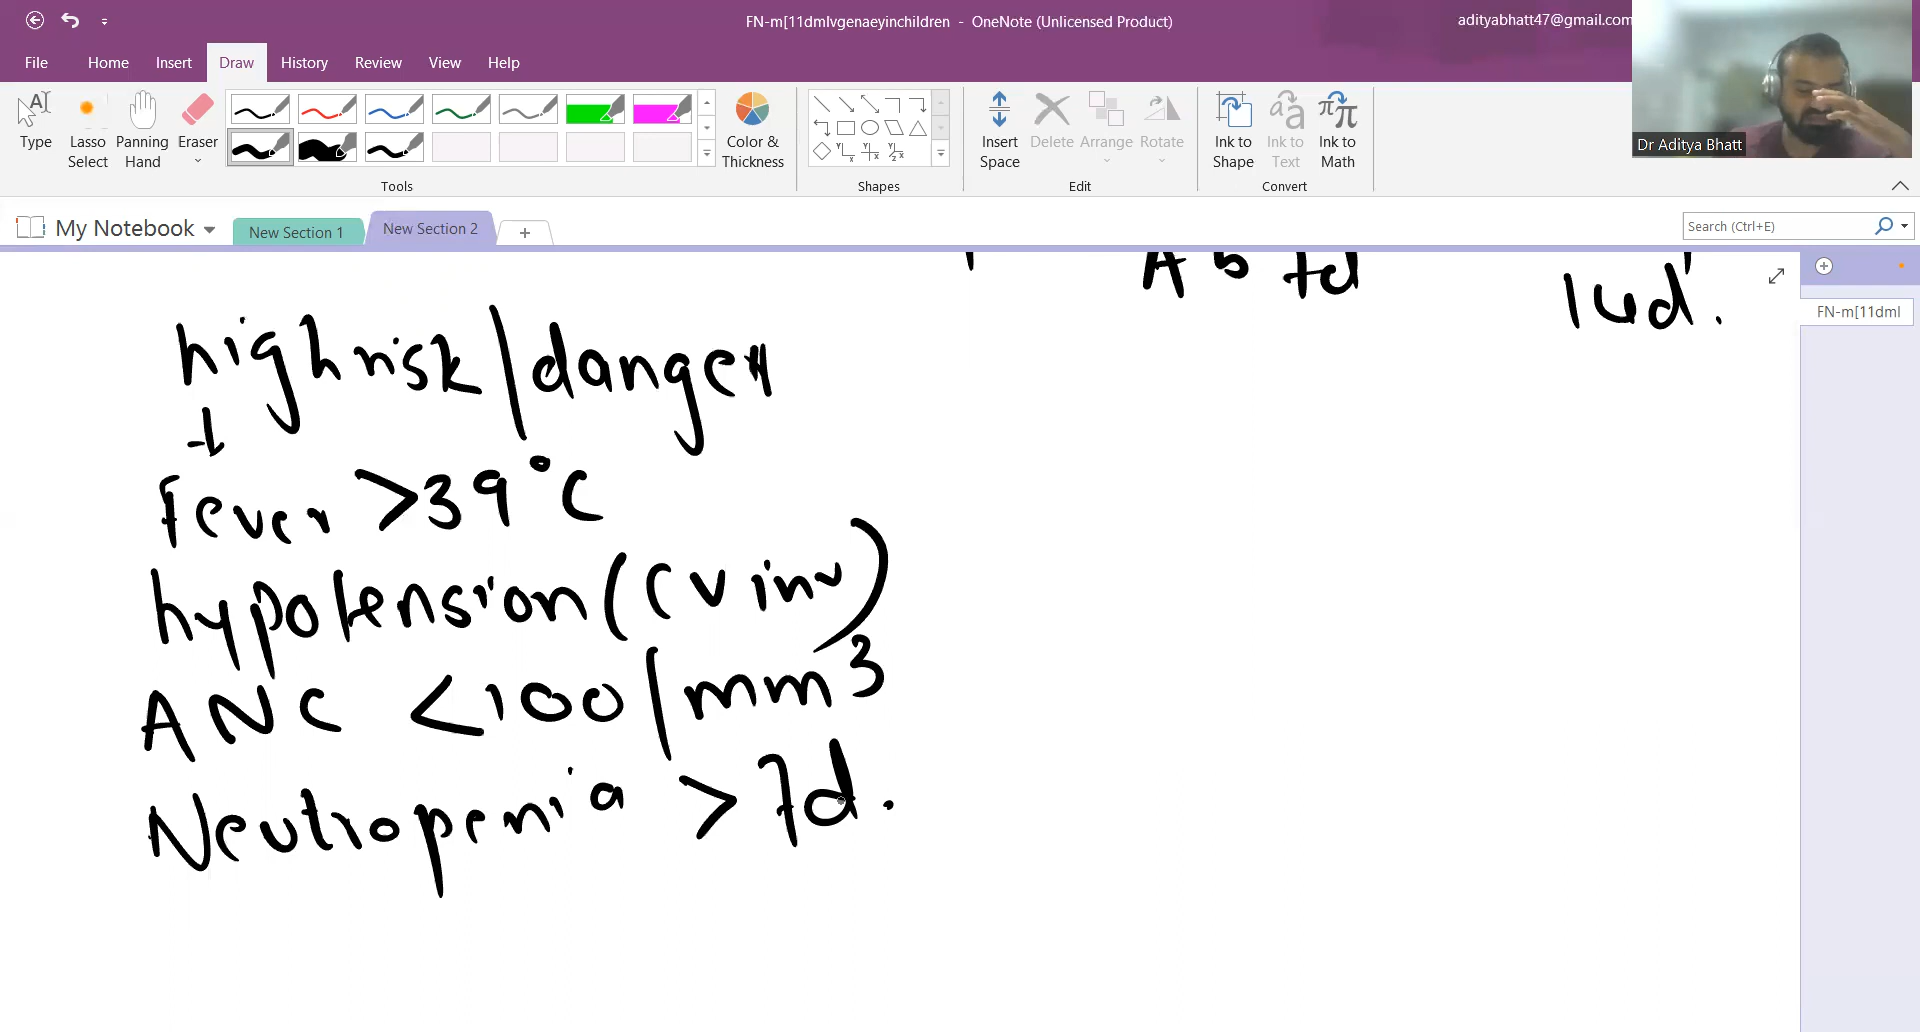 FN-m[11dmlvgenaeyinchildren - OneNote (Unlicensed Product)
adityabhatt47@gmail.com
File Home Insert Draw History Review View Help
Type
Lasso Select
Panning Hand
Eraser
Color & Thickness
Insert Space
Delete
Arrange
Rotate
Ink to Shape
Ink to Text
Ink to Math
Tools Shapes Edit Convert
Dr Aditya Bhatt
My Notebook New Section 1 New Section 2
Search (Ctrl+E)
FN-m[11dml
Ab 7d
14d.
high risk/danger
Fever >39°C
hypotension (CV inv)
ANC <100/mm3
Neutropenia >7d.